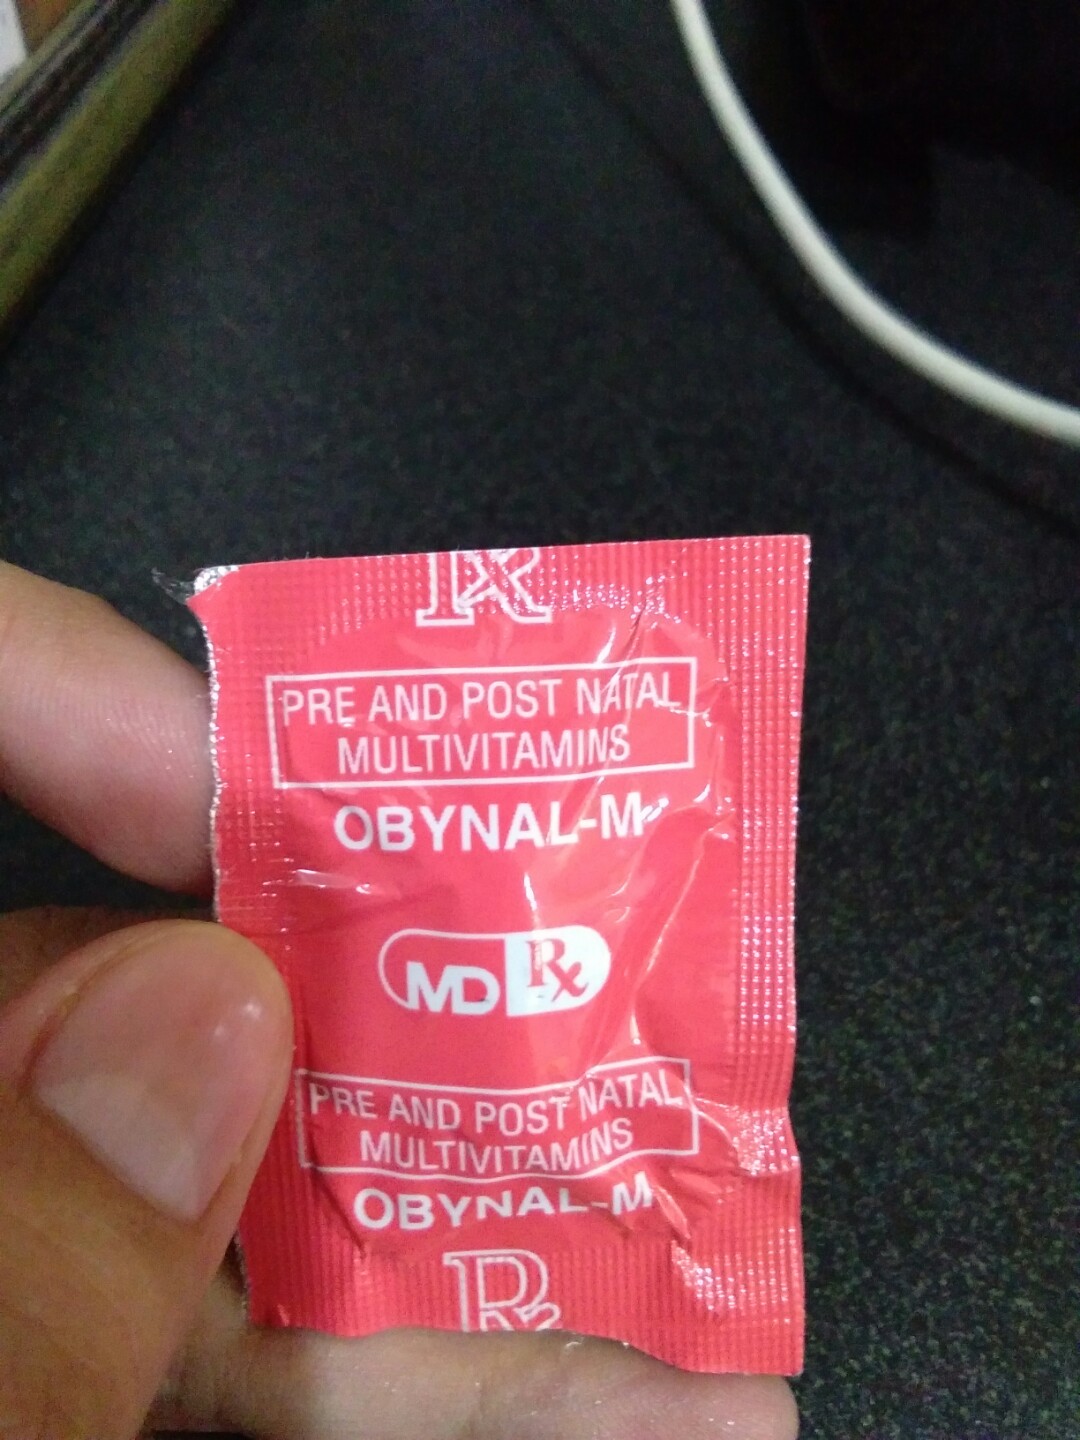 Rx
PRE AND POST NATAL
MULTIVITAMINS
OBYNAL-M
MD Rx
PRE AND POST NATAL
MULTIVITAMINS
OBYNAL-M
Rx